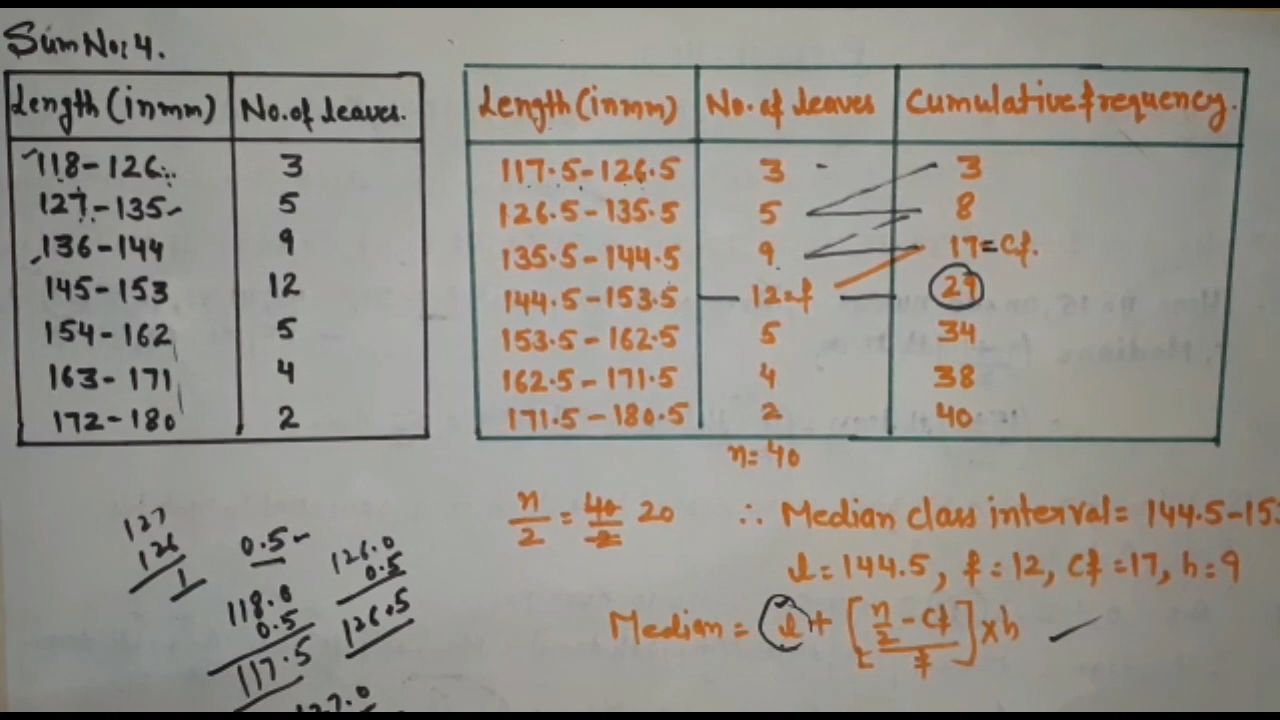 Sum No: 4.
Length (in mm) No. of leaves.
118-126 3
127-135 5
136-144 9
145-153 12
154-162 5
163-171 4
172-180 2
Length (in mm) No. of leaves Cumulative frequency.
117.5-126.5 3 3
126.5-135.5 5 8
135.5-144.5 9 17=Cf.
144.5-153.5 12=f 29
153.5-162.5 5 34
162.5-171.5 4 38
171.5-180.5 2 40
n=40
n/2 = 40/2 20 ∴ Median class interval= 144.5-15
l=144.5, f=12, Cf=17, h=9
Median = l+ [(n/2-Cf)/f]×h
127
126
1
0.5
118.0
0.5
117.5
126.0
0.5
126.5
127.0